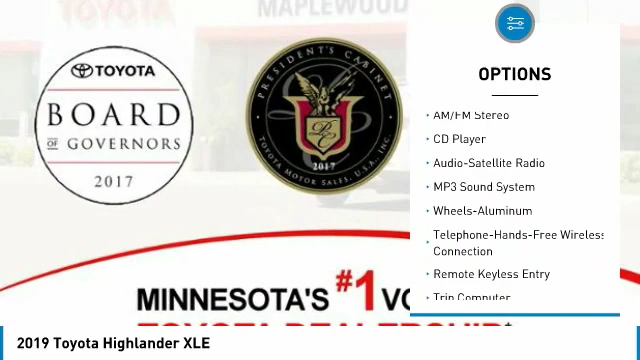 MAPLEWOOD
TOYOTA
BOARD
OF GOVERNORS
2017
PRESIDENT'S CABINET
2017
TOYOTA MOTOR SALES, U.S.A., INC.
MINNESOTA'S #1
OPTIONS
AM/FM Stereo
CD Player
Audio-Satellite Radio
MP3 Sound System
Wheels-Aluminum
Telephone-Hands-Free Wireless
Connection
Remote Keyless Entry
Trip Computer
2019 Toyota Highlander XLE